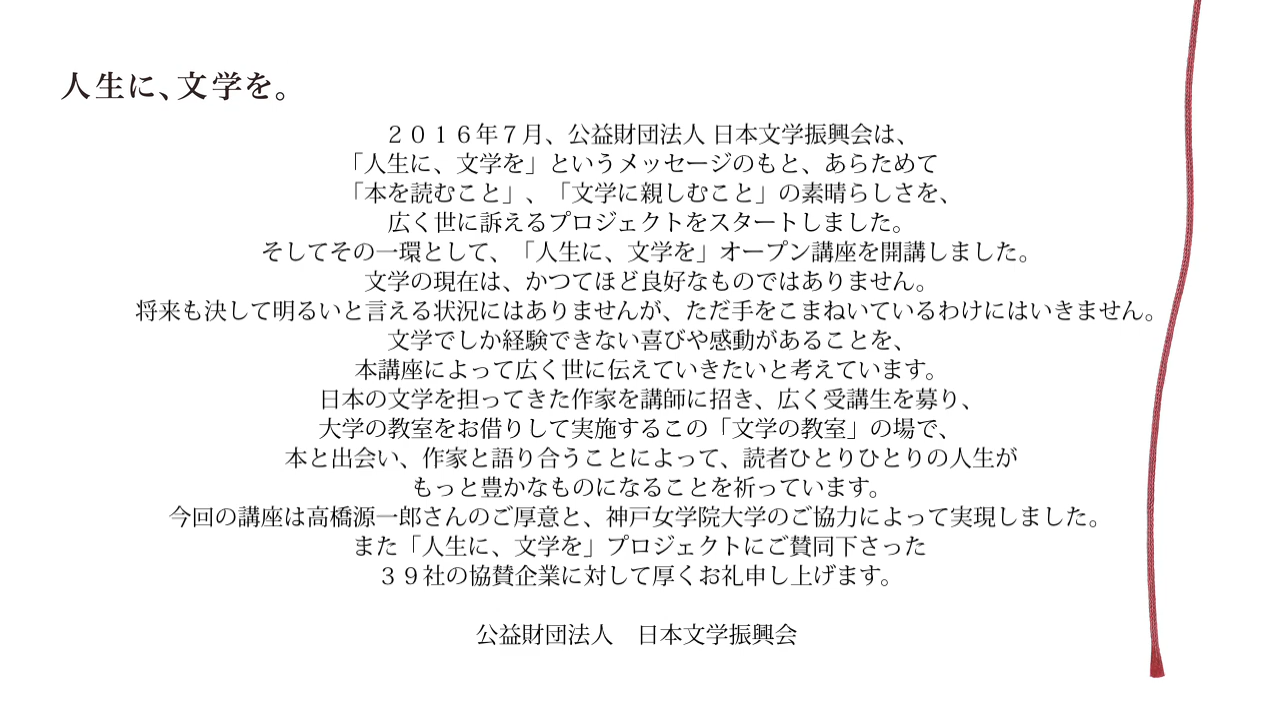 人生に、文学を。
２０１６年７月、公益財団法人 日本文学振興会は、
「人生に、文学を」というメッセージのもと、あらためて
「本を読むこと」、「文学に親しむこと」の素晴らしさを、
広く世に訴えるプロジェクトをスタートしました。
そしてその一環として、「人生に、文学を」オープン講座を開講しました。
文学の現在は、かつてほど良好なものではありません。
将来も決して明るいと言える状況にはありませんが、ただ手をこまねいているわけにはいきません。
文学でしか経験できない喜びや感動があることを、
本講座によって広く世に伝えていきたいと考えています。
日本の文学を担ってきた作家を講師に招き、広く受講生を募り、
大学の教室をお借りして実施するこの「文学の教室」の場で、
本と出会い、作家と語り合うことによって、読者ひとりひとりの人生が
もっと豊かなものになることを祈っています。
今回の講座は高橋源一郎さんのご厚意と、神戸女学院大学のご協力によって実現しました。
また「人生に、文学を」プロジェクトにご賛同下さった
３９社の協賛企業に対して厚くお礼申し上げます。
公益財団法人　日本文学振興会